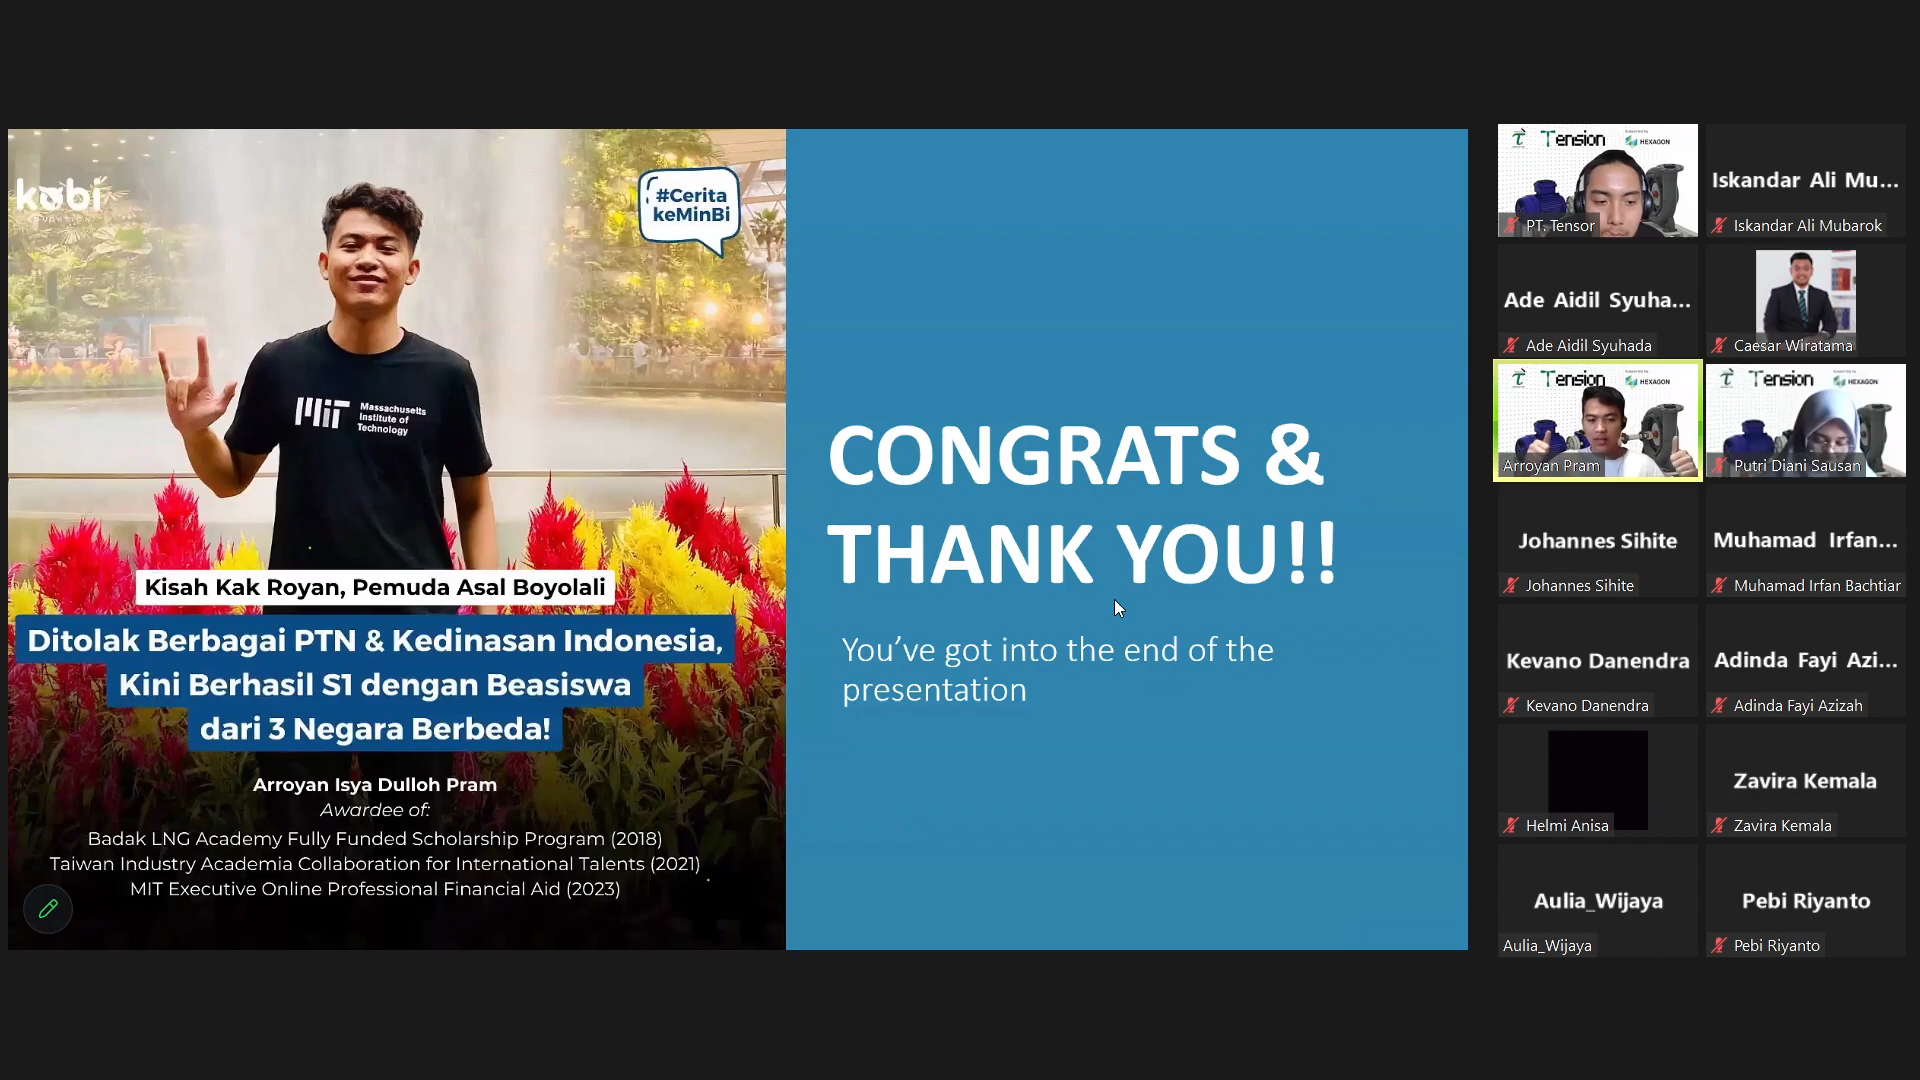 kobi
#Cerita
keMinBi
Massachusetts
Institute of
Technology
Kisah Kak Royan, Pemuda Asal Boyolali
Ditolak Berbagai PTN & Kedinasan Indonesia,
Kini Berhasil S1 dengan Beasiswa
dari 3 Negara Berbeda!
Arroyan Isya Dulloh Pram
Awardee of:
Badak LNG Academy Fully Funded Scholarship Program (2018)
Taiwan Industry Academia Collaboration for International Talents (2021)
MIT Executive Online Professional Financial Aid (2023)
CONGRATS &
THANK YOU!!
You’ve got into the end of the
presentation
Tension
Supported by
HEXAGON
PT. Tensor
Iskandar Ali Mu...
Iskandar Ali Mubarok
Ade Aidil Syuha...
Ade Aidil Syuhada
Caesar Wiratama
Tension
HEXAGON
Arroyan Pram
Tension
HEXAGON
Putri Diani Sausan
Johannes Sihite
Johannes Sihite
Muhamad Irfan...
Muhamad Irfan Bachtiar
Kevano Danendra
Kevano Danendra
Adinda Fayi Azi...
Adinda Fayi Azizah
Helmi Anisa
Zavira Kemala
Zavira Kemala
Aulia_Wijaya
Aulia_Wijaya
Pebi Riyanto
Pebi Riyanto